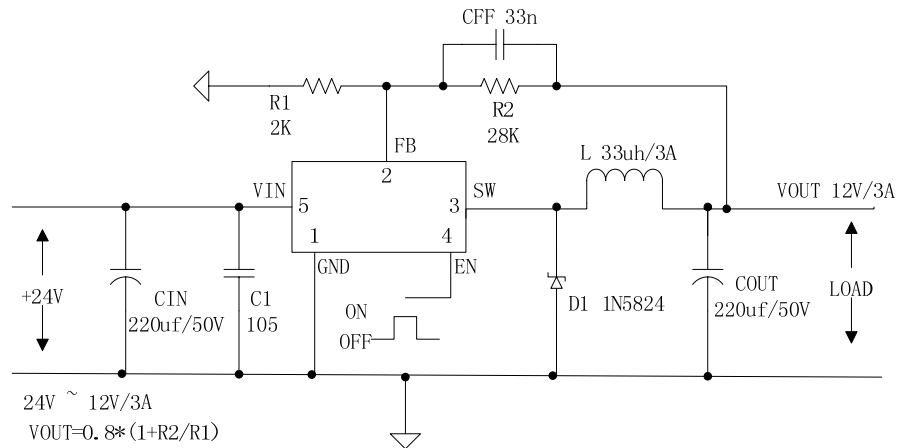 CFF 33n
R1
2K
R2
28K
FB
2
L 33uh/3A
VIN
SW
VOUT 12V/3A
5
3
1
4
GND
EN
+24V
CIN
220uf/50V
C1
105
ON
OFF
D1 1N5824
COUT
220uf/50V
LOAD
24V ~ 12V/3A
VOUT=0.8*(1+R2/R1)